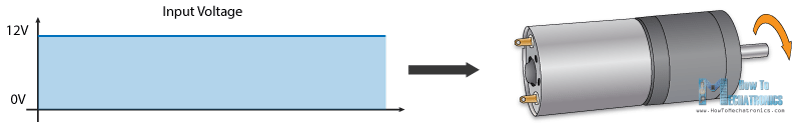 Input Voltage
12V
0V
How To
MECHATRONICS
www.HowToMechatronics.com